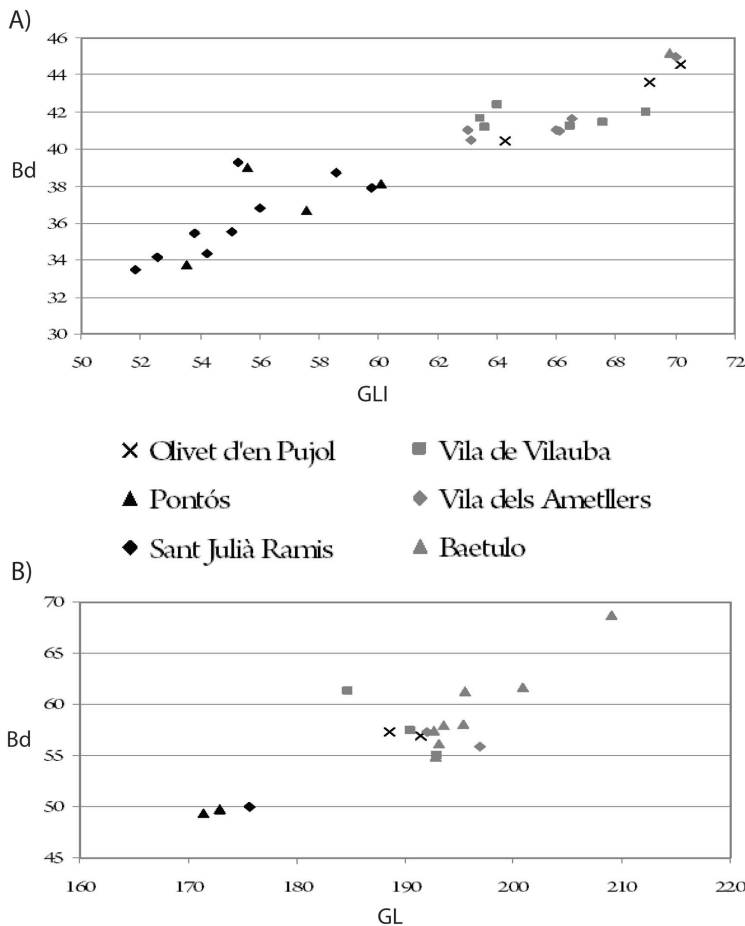 A)
46
44
42
40
Bd
38
36
34
32
30
50 52 54 56 58 60 62 64 66 68 70 72
GLI
Olivet d'en Pujol Vila de Vilauba
Pontós Vila dels Ametllers
Sant Julià Ramis Baetulo
B)
70
65
60
Bd
55
50
45
160 170 180 190 200 210 220
GL